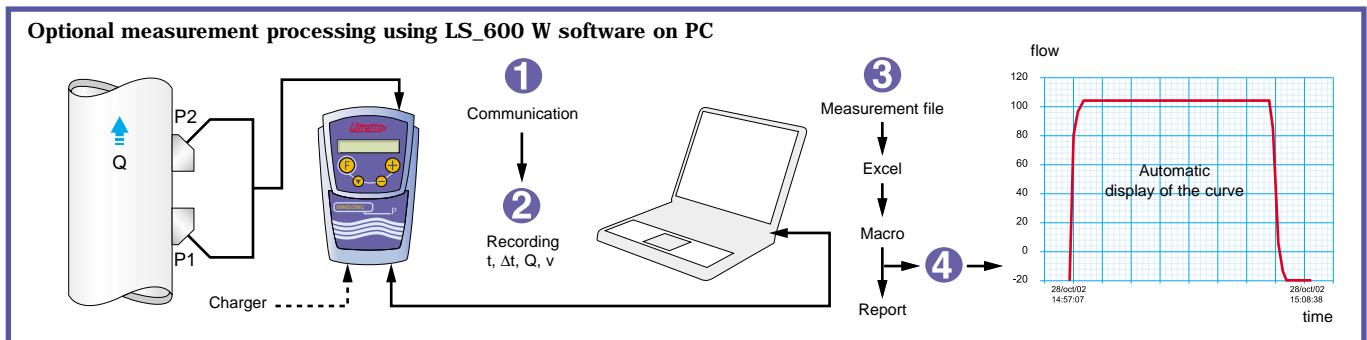 Optional measurement processing using LS_600 W software on PC
P2
Q
P1
Ultraflux
F
+
-
MINISONIC
P
Charger
1
Communication
2
Recording
t, Δt, Q, v
3
Measurement file
Excel
Macro
4
Report
flow
120
100
80
60
40
20
0
-20
Automatic
display of the curve
28/oct/02
14:57:07
28/oct/02
15:08:38
time